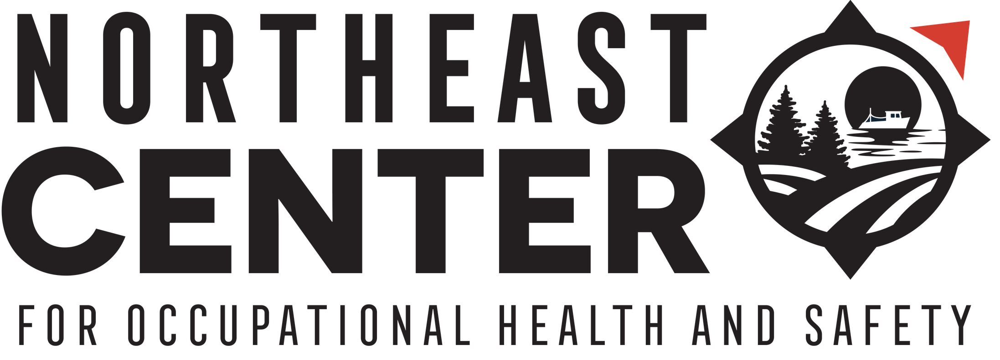 NORTHEAST
CENTER
FOR OCCUPATIONAL HEALTH AND SAFETY